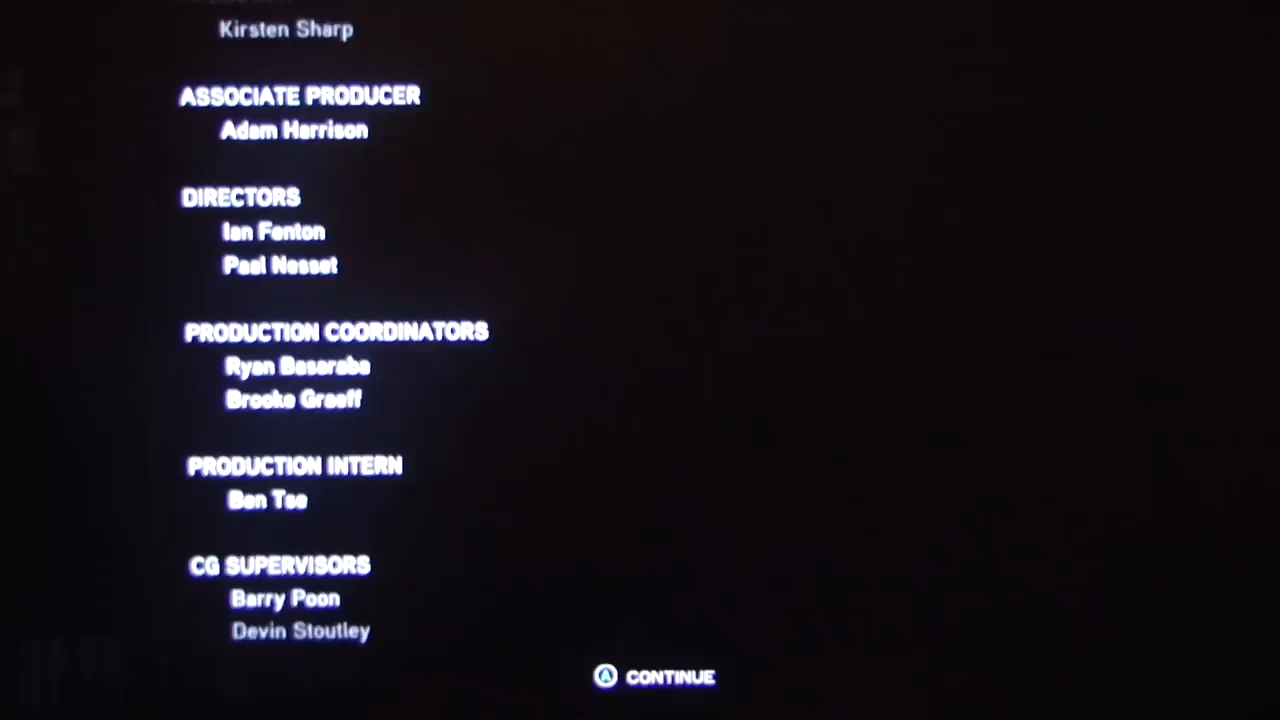 Kirsten Sharp
ASSOCIATE PRODUCER
Adam Harrison
DIRECTORS
Ian Fenton
Paal Nesset
PRODUCTION COORDINATORS
Ryan Basaraba
Brooke Graeff
PRODUCTION INTERN
Ben Tse
CG SUPERVISORS
Barry Poon
Devin Stoutley
A CONTINUE